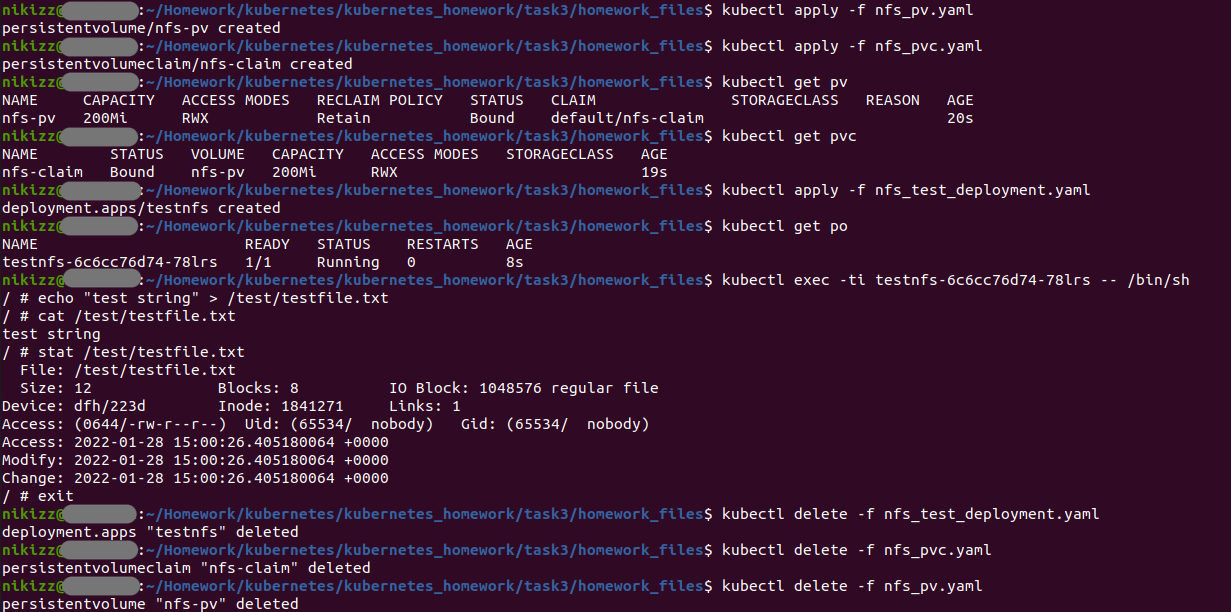 nikizz@:~/Homework/kubernetes/kubernetes_homework/task3/homework_files$ kubectl apply -f nfs_pv.yaml
persistentvolume/nfs-pv created
nikizz@:~/Homework/kubernetes/kubernetes_homework/task3/homework_files$ kubectl apply -f nfs_pvc.yaml
persistentvolumeclaim/nfs-claim created
nikizz@:~/Homework/kubernetes/kubernetes_homework/task3/homework_files$ kubectl get pv
NAME     CAPACITY   ACCESS MODES   RECLAIM POLICY   STATUS   CLAIM               STORAGECLASS   REASON   AGE
nfs-pv   200Mi      RWX            Retain           Bound    default/nfs-claim                           20s
nikizz@:~/Homework/kubernetes/kubernetes_homework/task3/homework_files$ kubectl get pvc
NAME        STATUS   VOLUME   CAPACITY   ACCESS MODES   STORAGECLASS   AGE
nfs-claim   Bound    nfs-pv   200Mi      RWX                           19s
nikizz@:~/Homework/kubernetes/kubernetes_homework/task3/homework_files$ kubectl apply -f nfs_test_deployment.yaml
deployment.apps/testnfs created
nikizz@:~/Homework/kubernetes/kubernetes_homework/task3/homework_files$ kubectl get po
NAME                       READY   STATUS    RESTARTS   AGE
testnfs-6c6cc76d74-78lrs   1/1     Running   0          8s
nikizz@:~/Homework/kubernetes/kubernetes_homework/task3/homework_files$ kubectl exec -ti testnfs-6c6cc76d74-78lrs -- /bin/sh
/ # echo "test string" > /test/testfile.txt
/ # cat /test/testfile.txt
test string
/ # stat /test/testfile.txt
  File: /test/testfile.txt
  Size: 12              Blocks: 8          IO Block: 1048576 regular file
Device: dfh/223d        Inode: 1841271     Links: 1
Access: (0644/-rw-r--r--)  Uid: (65534/  nobody)   Gid: (65534/  nobody)
Access: 2022-01-28 15:00:26.405180064 +0000
Modify: 2022-01-28 15:00:26.405180064 +0000
Change: 2022-01-28 15:00:26.405180064 +0000
/ # exit
nikizz@:~/Homework/kubernetes/kubernetes_homework/task3/homework_files$ kubectl delete -f nfs_test_deployment.yaml
deployment.apps "testnfs" deleted
nikizz@:~/Homework/kubernetes/kubernetes_homework/task3/homework_files$ kubectl delete -f nfs_pvc.yaml
persistentvolumeclaim "nfs-claim" deleted
nikizz@:~/Homework/kubernetes/kubernetes_homework/task3/homework_files$ kubectl delete -f nfs_pv.yaml
persistentvolume "nfs-pv" deleted